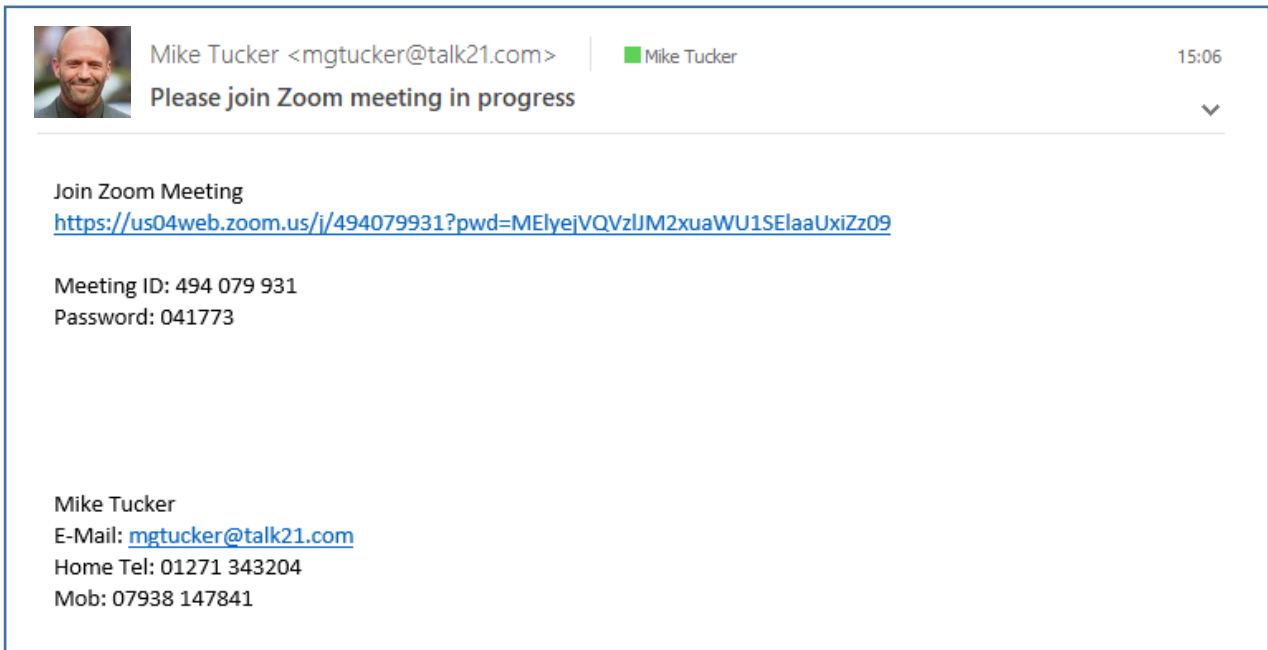 Mike Tucker <mgtucker@talk21.com> Mike Tucker 15:06
Please join Zoom meeting in progress
Join Zoom Meeting
https://us04web.zoom.us/j/494079931?pwd=MElyejVQVzlJM2xuaWU1SElaaUxiZz09
Meeting ID: 494 079 931
Password: 041773
Mike Tucker
E-Mail: mgtucker@talk21.com
Home Tel: 01271 343204
Mob: 07938 147841